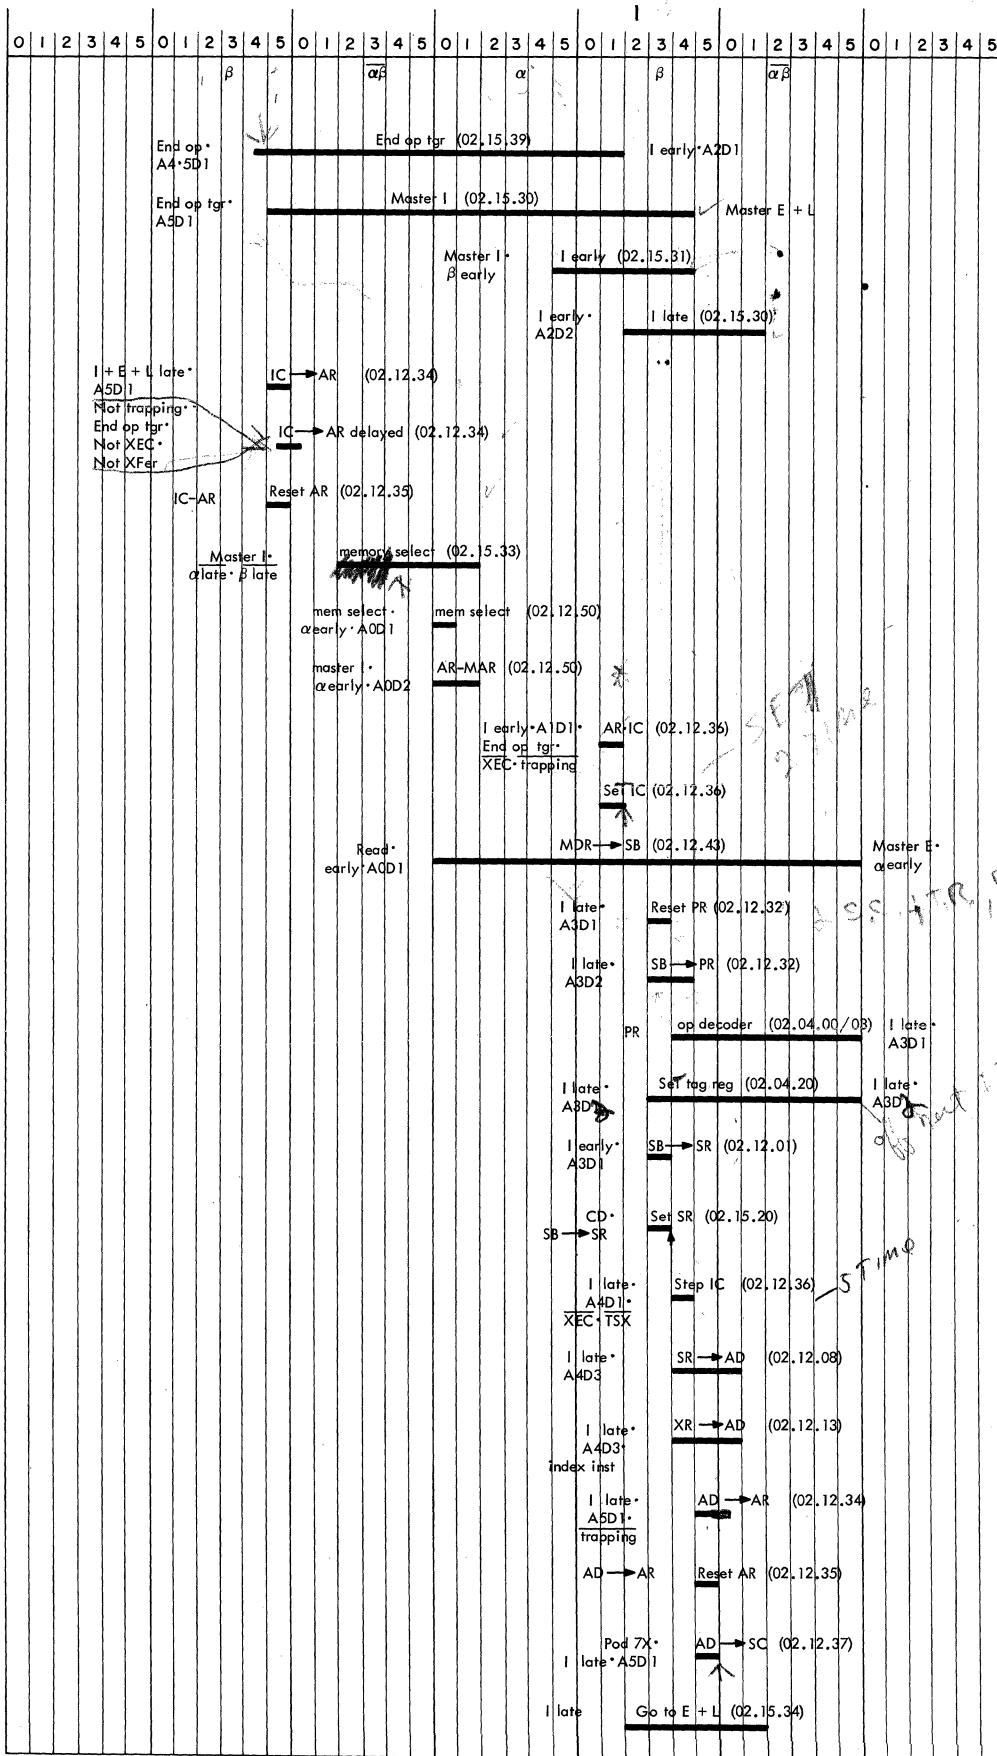 I
0 1 2 3 4 5 0 1 2 3 4 5 0 1 2 3 4 5 0 1 2 3 4 5 0 1 2 3 4 5 0 1 2 3 4 5 0 1 2 3 4 5
β α̅β̅ α β α̅β̅
End op·
A4·5D1
End op tgr (02.15.39)
I early·A2D1
End op tgr·
A5D1
Master I (02.15.30)
Master E + L
Master I·
β early
I early (02.15.31)
I early·
A2D2
I late (02.15.30)
I + E + L late·
A5D1
IC → AR (02.12.34)
Not trapping·
End op tgr·
Not XEC·
Not XFer
IC → AR delayed (02.12.34)
IC-AR
Reset AR (02.12.35)
Master I·
α late · β late
memory select (02.15.33)
mem select ·
α early · A0D1
mem select (02.12.50)
master I·
α early · A0D2
AR-MAR (02.12.50)
*
I early·A1D1·
End op tgr·
XEC·trapping
AR·IC (02.12.36)
SET
2 TIME
Set IC (02.12.36)
Read·
early·A0D1
MDR → SB (02.12.43)
Master E·
α early
I late·
A3D1
Reset PR (02.12.32)
I late·
A3D2
SB → PR (02.12.32)
PR
op decoder (02.04.00/03)
I late·
A3D1
I late·
A3D
Set tag reg (02.04.20)
I late·
A3D
off next
I early·
A3D1
SB → SR (02.12.01)
CD·
SB → SR
Set SR (02.15.20)
I late·
A4D1·
XEC · TSX
Step IC (02.12.36)
5 TIME
I late·
A4D3
SR → AD (02.12.08)
I late·
A4D3·
index inst
XR → AD (02.12.13)
I late·
A5D1·
trapping
AD → AR (02.12.34)
AD → AR
Reset AR (02.12.35)
Pod 7X·
I late·A5D1
AD → SC (02.12.37)
I late
Go to E + L (02.15.34)